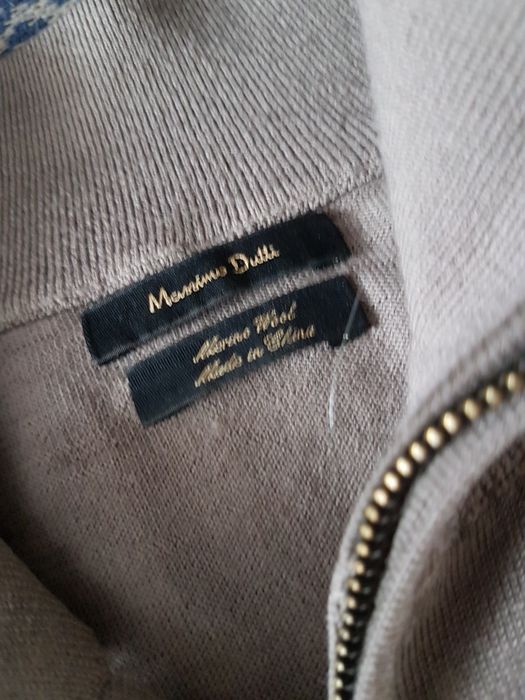 Massimo Dutti
Merino Wool
Made in China